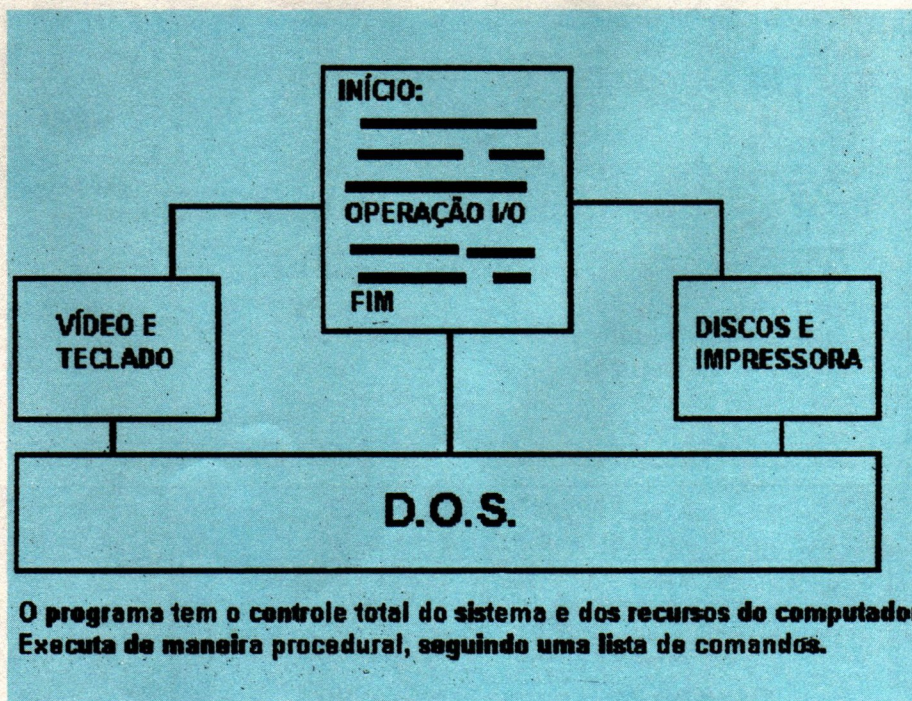 INÍCIO:
OPERAÇÃO I/O
FIM
VÍDEO E
TECLADO
DISCOS E
IMPRESSORA
D.O.S.
O programa tem o controle total do sistema e dos recursos do computado
Executa de maneira procedural, seguindo uma lista de comandos.